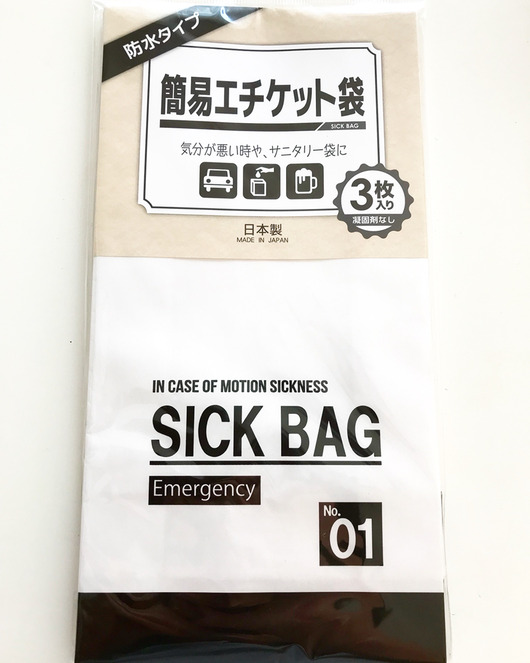 防水タイプ
簡易エチケット袋
SICK BAG
気分が悪い時や、サニタリー袋に
3枚
入り
凝固剤なし
日本製
MADE IN JAPAN
IN CASE OF MOTION SICKNESS
SICK BAG
Emergency
No.
01